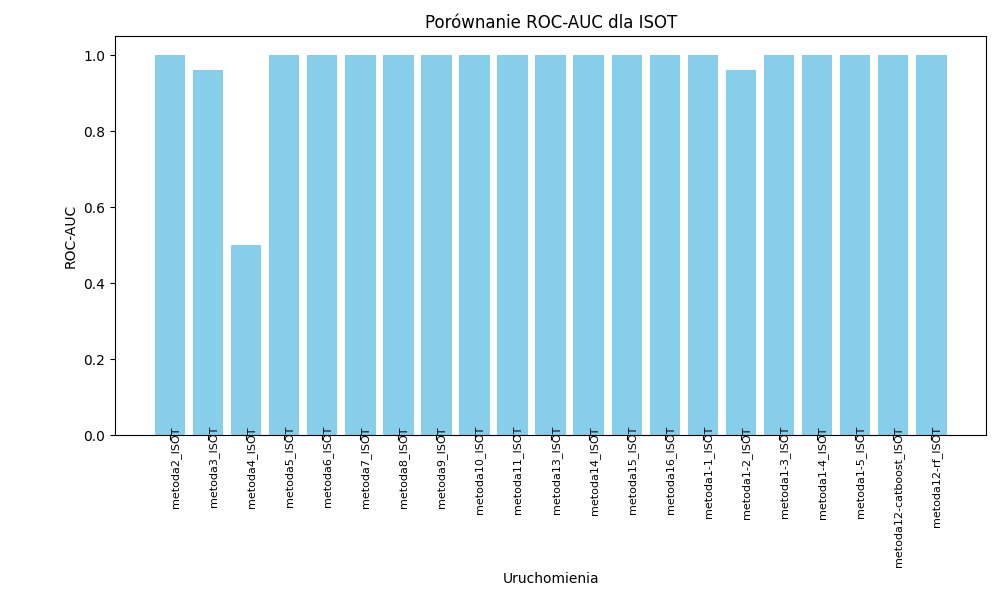 Porównanie ROC-AUC dla ISOT
ROC-AUC
1.0
0.8
0.6
0.4
0.2
0.0
metoda2_ISOT
metoda3_ISOT
metoda4_ISOT
metoda5_ISOT
metoda6_ISOT
metoda7_ISOT
metoda8_ISOT
metoda9_ISOT
metoda10_ISOT
metoda11_ISOT
metoda13_ISOT
metoda14_ISOT
metoda15_ISOT
metoda16_ISOT
metoda1-1_ISOT
metoda1-2_ISOT
metoda1-3_ISOT
metoda1-4_ISOT
metoda1-5_ISOT
metoda12-catboost_ISOT
metoda12-rf_ISOT
Uruchomienia